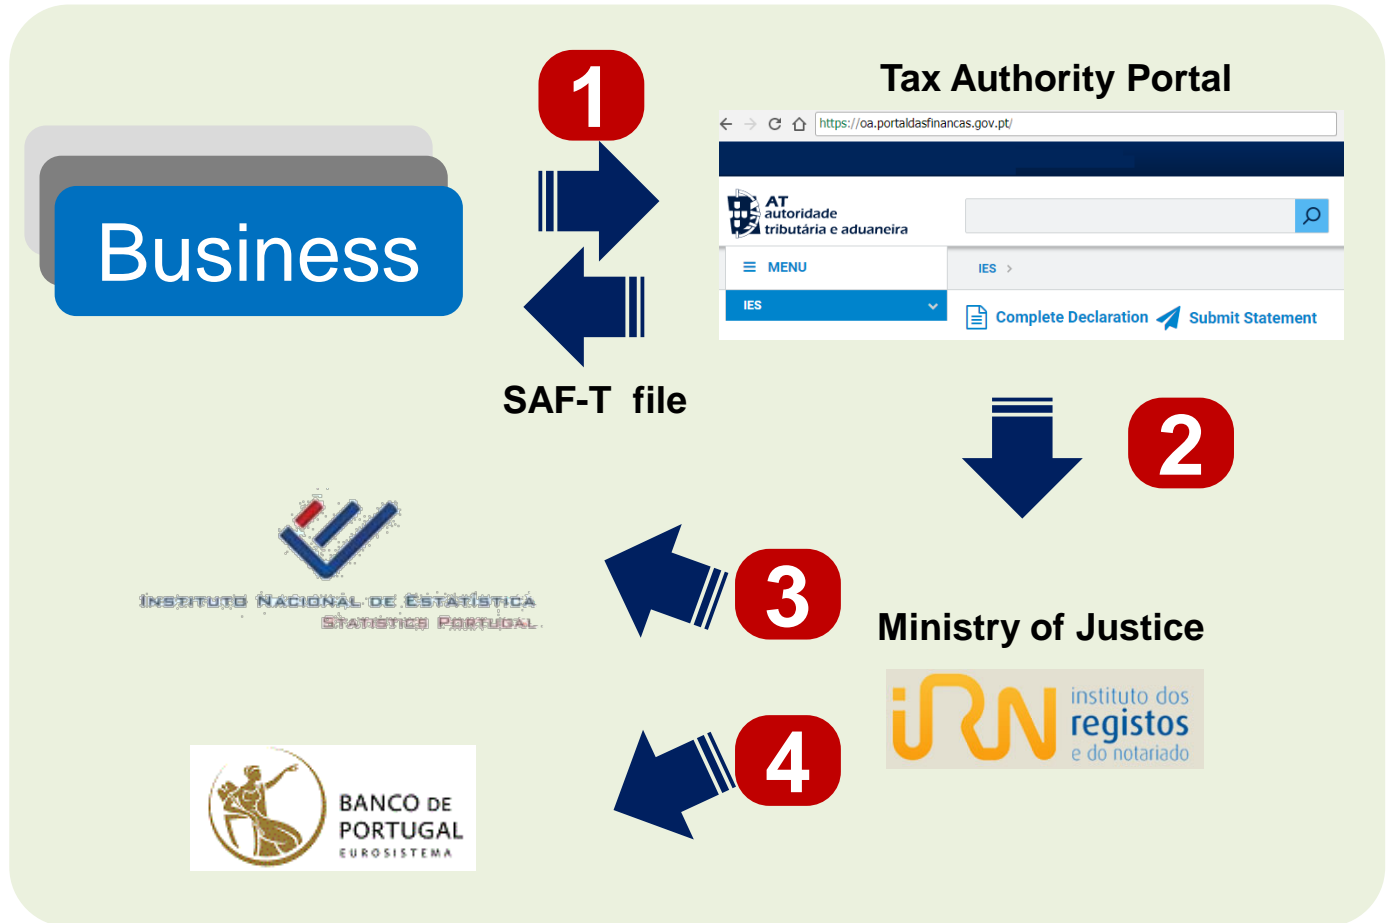 1
Tax Authority Portal
https://oa.portaldasfinancas.gov.pt/
AT
autoridade
tributária e aduaneira
Business
MENU
IES >
IES
Complete Declaration
Submit Statement
SAF-T file
2
3
INSTITUTO NACIONAL DE ESTATÍSTICA
STATISTICS PORTUGAL
Ministry of Justice
iRN
instituto dos
registos
e do notariado
4
BANCO DE
PORTUGAL
EUROSISTEMA